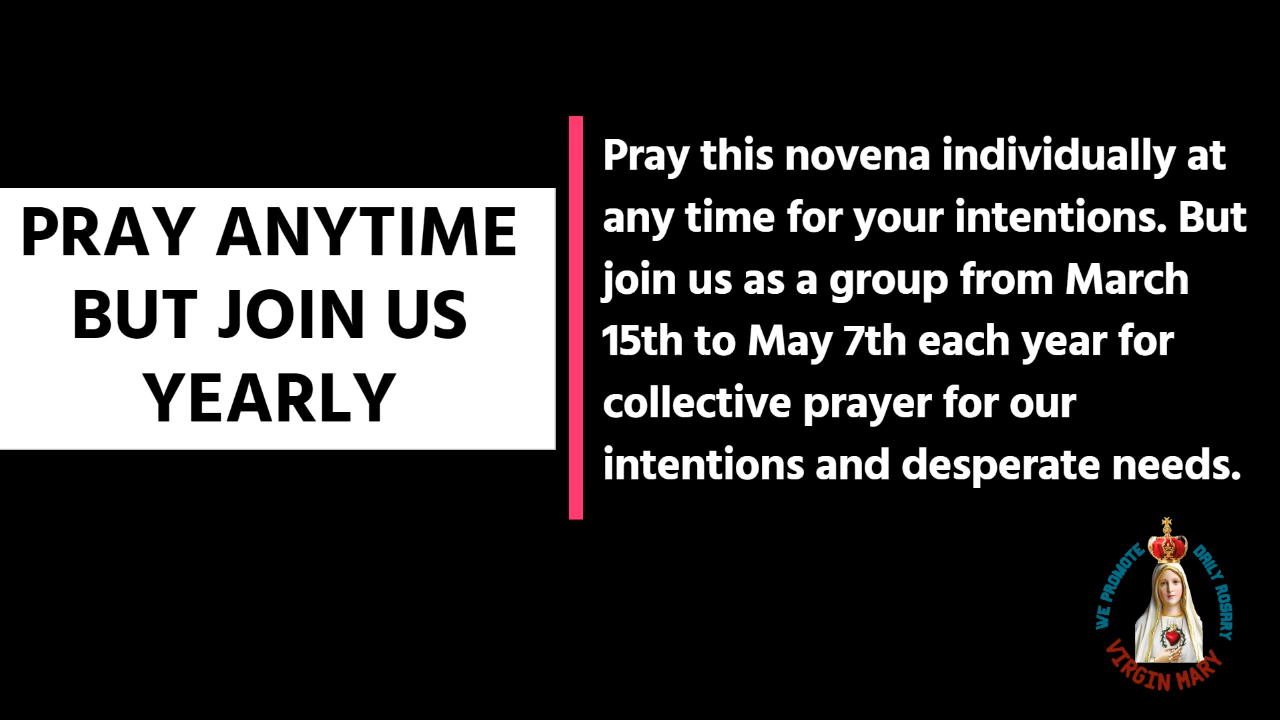 PRAY ANYTIME
BUT JOIN US
YEARLY
Pray this novena individually at
any time for your intentions. But
join us as a group from March
15th to May 7th each year for
collective prayer for our
intentions and desperate needs.
WE PROMOTE
DAILY ROSARY
VIRGIN MARY